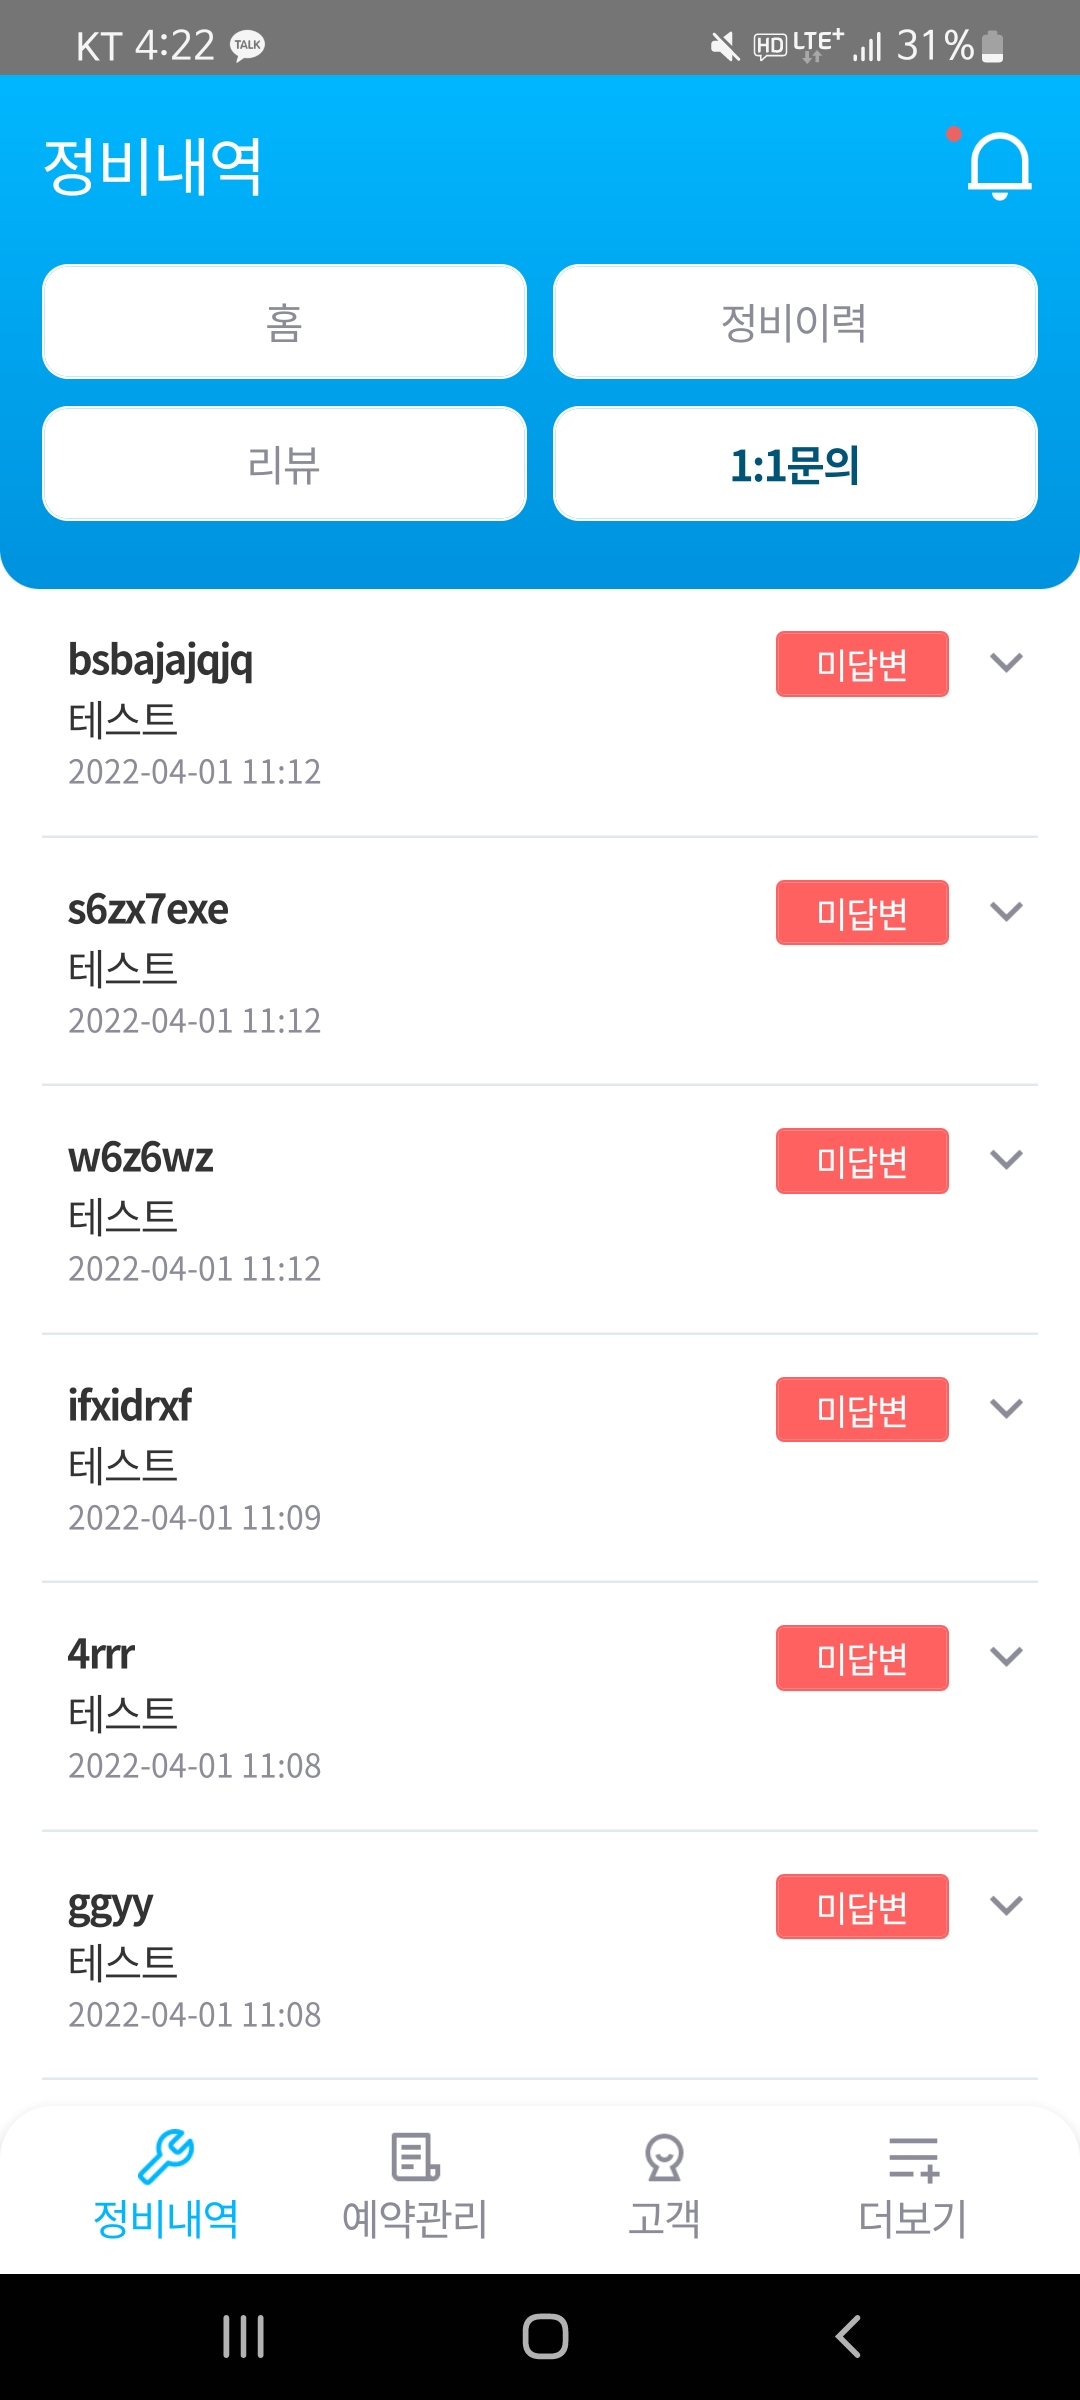 KT 4:22 TALK HD LTE+ 31%
정비내역
홈 정비이력
리뷰 1:1문의
bsbajajqjq 미답변
테스트
2022-04-01 11:12
s6zx7exe 미답변
테스트
2022-04-01 11:12
w6z6wz 미답변
테스트
2022-04-01 11:12
ifxidrxf 미답변
테스트
2022-04-01 11:09
4rrr 미답변
테스트
2022-04-01 11:08
ggyy 미답변
테스트
2022-04-01 11:08
정비내역 예약관리 고객 더보기